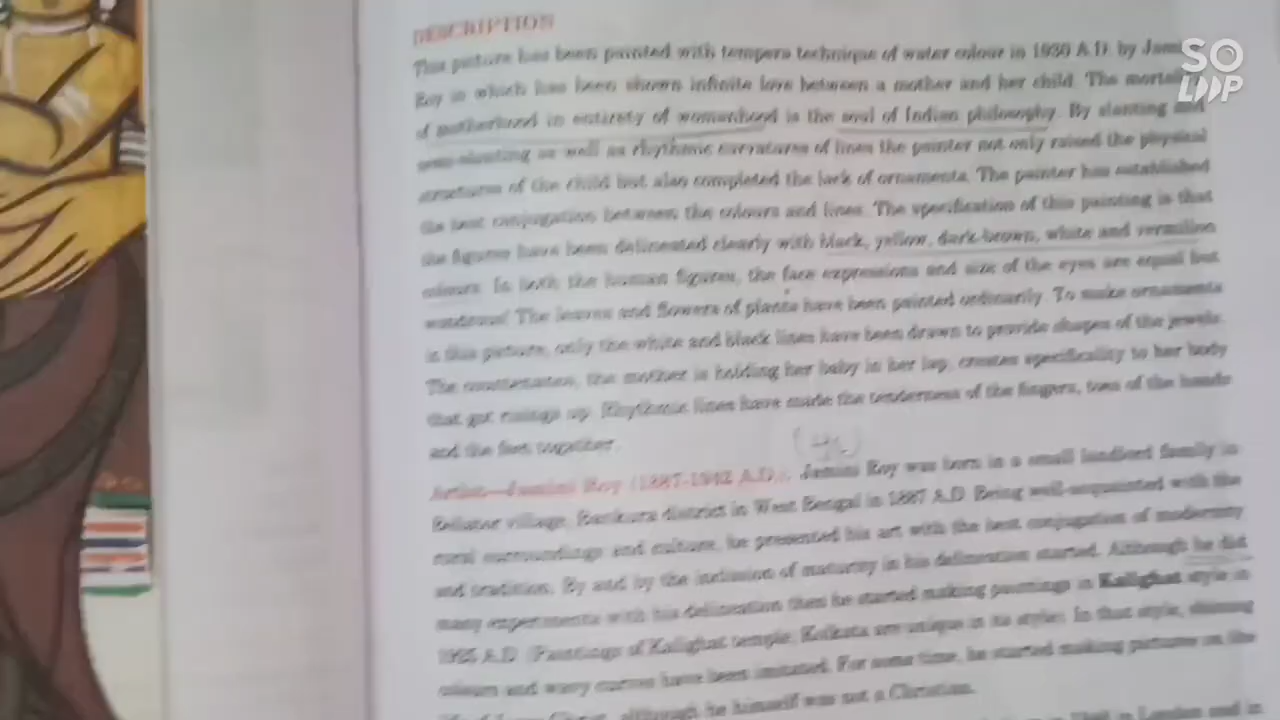 DESCRIPTION
This picture has been painted with tempera technique of water colour in 1930 A.D. by
Roy in which has been shown infinite love between a mother and her child. The
of motherhood in entirety of womanhood is the soul of Indian philosophy. By slanting and
semi-slanting as well as rhythmic curvatures of lines the painter not only raised the physical
structures of the child but also completed the lack of ornaments. The painter has established
the best conjugation between the colours and lines. The specification of this painting is that
the figures have been delineated clearly with black, yellow, dark-brown, white and vermilion
colours. In both the human figures, the face expressions and size of the eyes are equal but
The leaves and flowers of plants have been painted ordinarily. To make ornaments
in this picture, only the white and black lines have been drawn to provide shapes of the jewels.
The the mother is holding her baby in her lap, creates specificality to her body
that got up. Rhythmic lines have made the tenderness of the fingers, toes of the hands
and the feet together.
Artist—Jamini Roy (1887- A.D.). Jamini Roy was born in a small landlord family in
village, Bankura district in West Bengal in 1887 A.D. Being well-acquainted with the
rural surroundings and culture, he presented his art with the best conjugation of modernity
and tradition. By and by the inclusion of maturity in his delineation started. Although he did
many experiments with his delineation then he started making paintings in Kalighat style in
A.D. (Paintings of Kalighat temple, Kolkata are unique in its style. In that style, shining
colours and wavy curves have been imitated. For some time, he started making pictures on the
although he himself was not a Christian.
in London and in
SO
LOOP